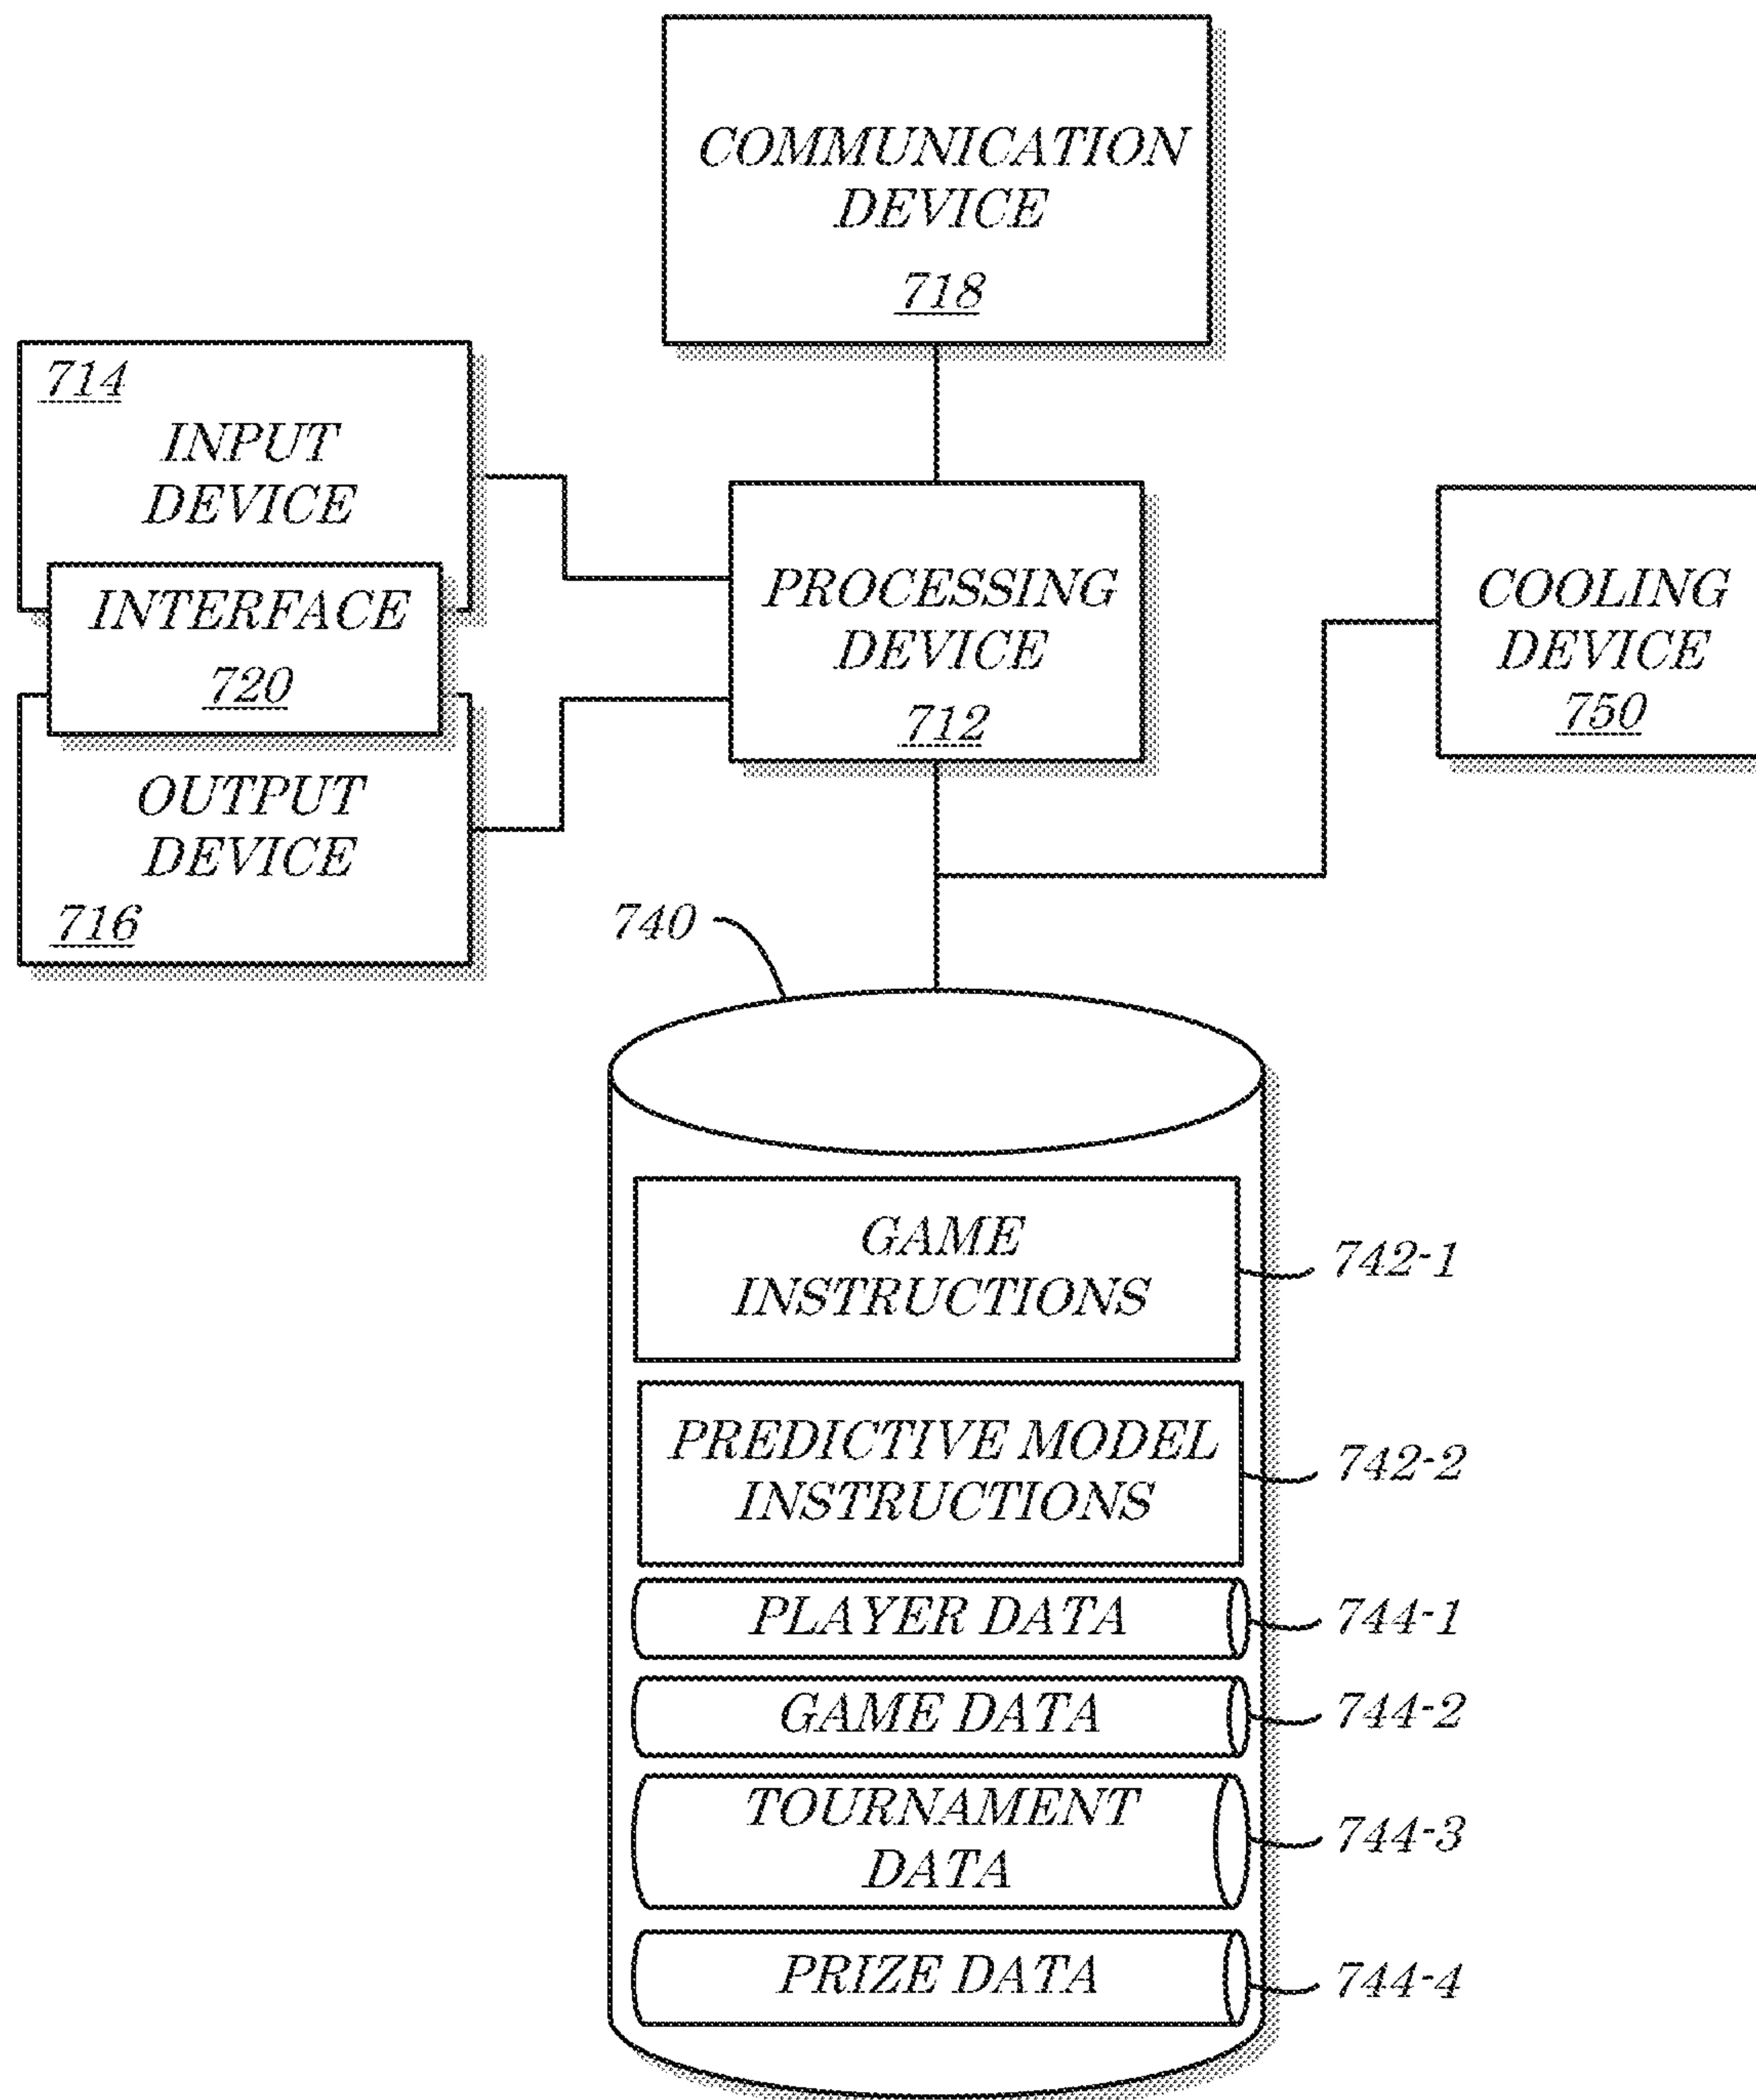 COMMUNICATION
DEVICE
718
714
INPUT
DEVICE
INTERFACE
720
OUTPUT
DEVICE
716
PROCESSING
DEVICE
712
COOLING
DEVICE
750
740
GAME
INSTRUCTIONS
742-1
PREDICTIVE MODEL
INSTRUCTIONS
742-2
PLAYER DATA
744-1
GAME DATA
744-2
TOURNAMENT
DATA
744-3
PRIZE DATA
744-4